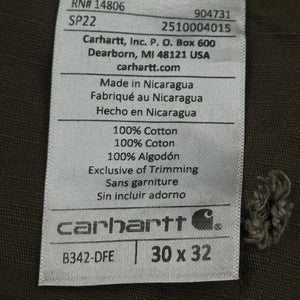 RN# 14806 904731
SP22 2510004015
Carhartt, Inc. P. O. Box 600
Dearborn, MI 48121 USA
carhartt.com
Made in Nicaragua
Fabriqué au Nicaragua
Hecho en Nicaragua
100% Cotton
100% Coton
100% Algodón
Exclusive of Trimming
Sans garniture
Sin incluir adorno
carhartt
B342-DFE 30 x 32